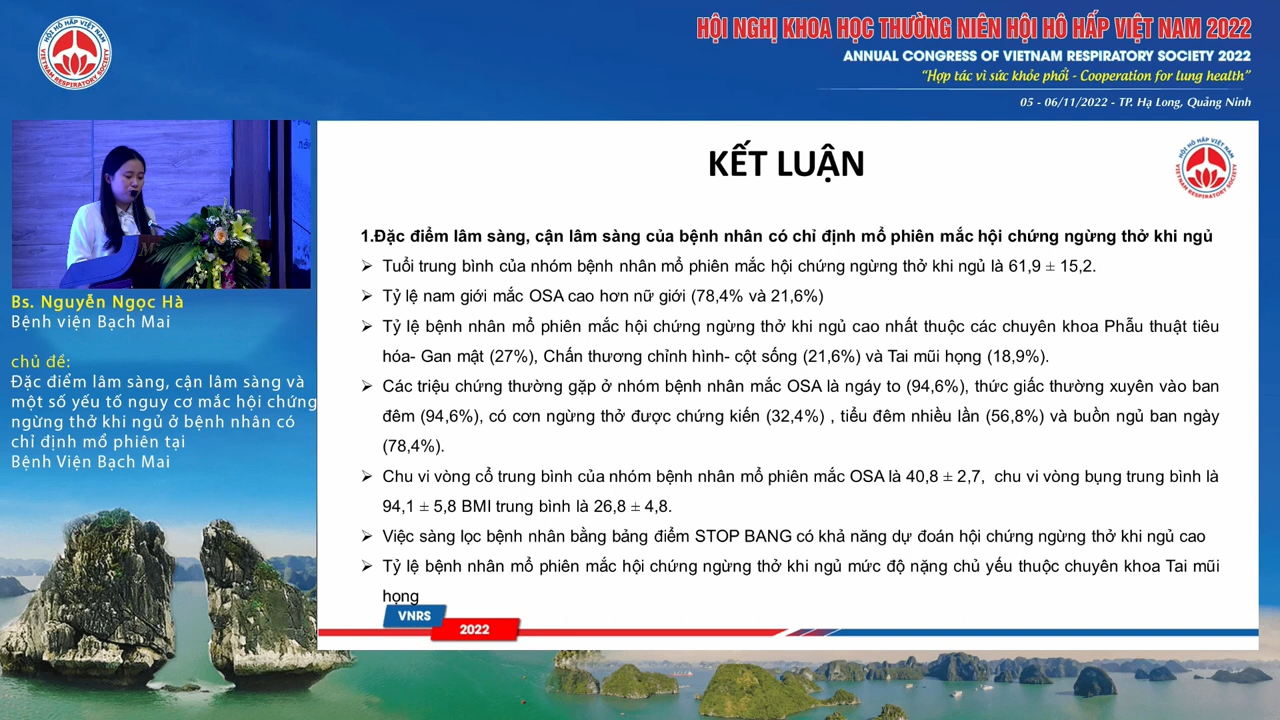 HỘI HÔ HẤP VIỆT NAM
VIETNAM RESPIRATORY SOCIETY
HỘI NGHỊ KHOA HỌC THƯỜNG NIÊN HỘI HÔ HẤP VIỆT NAM 2022
ANNUAL CONGRESS OF VIETNAM RESPIRATORY SOCIETY 2022
“Hợp tác vì sức khỏe phổi - Cooperation for lung health”
05 - 06/11/2022 - TP. Hạ Long, Quảng Ninh
Bs. Nguyễn Ngọc Hà
Bệnh viện Bạch Mai
chủ đề:
Đặc điểm lâm sàng, cận lâm sàng và
một số yếu tố nguy cơ mắc hội chứng
ngừng thở khi ngủ ở bệnh nhân có
chỉ định mổ phiên tại
Bệnh Viện Bạch Mai
KẾT LUẬN
HỘI HÔ HẤP VIỆT NAM
VIETNAM RESPIRATORY SOCIETY
1.Đặc điểm lâm sàng, cận lâm sàng của bệnh nhân có chỉ định mổ phiên mắc hội chứng ngừng thở khi ngủ
➢ Tuổi trung bình của nhóm bệnh nhân mổ phiên mắc hội chứng ngừng thở khi ngủ là 61,9 ± 15,2.
➢ Tỷ lệ nam giới mắc OSA cao hơn nữ giới (78,4% và 21,6%)
➢ Tỷ lệ bệnh nhân mổ phiên mắc hội chứng ngừng thở khi ngủ cao nhất thuộc các chuyên khoa Phẫu thuật tiêu
hóa- Gan mật (27%), Chấn thương chỉnh hình- cột sống (21,6%) và Tai mũi họng (18,9%).
➢ Các triệu chứng thường gặp ở nhóm bệnh nhân mắc OSA là ngáy to (94,6%), thức giấc thường xuyên vào ban
đêm (94,6%), có cơn ngừng thở được chứng kiến (32,4%) , tiểu đêm nhiều lần (56,8%) và buồn ngủ ban ngày
(78,4%).
➢ Chu vi vòng cổ trung bình của nhóm bệnh nhân mổ phiên mắc OSA là 40,8 ± 2,7, chu vi vòng bụng trung bình là
94,1 ± 5,8 BMI trung bình là 26,8 ± 4,8.
➢ Việc sàng lọc bệnh nhân bằng bảng điểm STOP BANG có khả năng dự đoán hội chứng ngừng thở khi ngủ cao
➢ Tỷ lệ bệnh nhân mổ phiên mắc hội chứng ngừng thở khi ngủ mức độ nặng chủ yếu thuộc chuyên khoa Tai mũi
họng
VNRS
2022